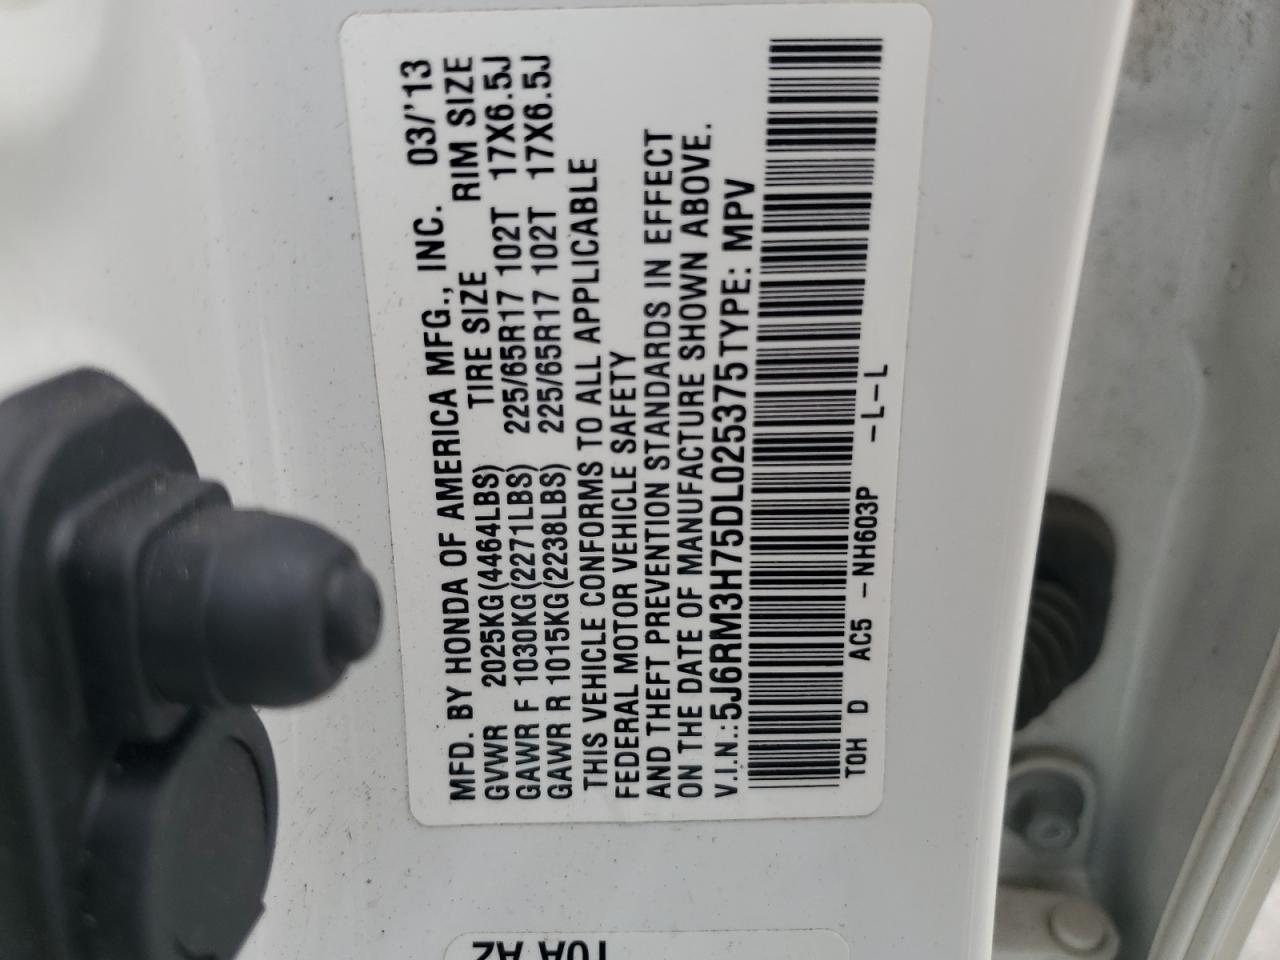 MFD. BY HONDA OF AMERICA MFG., INC. 03/'13
GVWR 2025KG(4464LBS) TIRE SIZE RIM SIZE
GAWR F 1030KG(2271LBS) 225/65R17 102T 17X6.5J
GAWR R 1015KG(2238LBS) 225/65R17 102T 17X6.5J
THIS VEHICLE CONFORMS TO ALL APPLICABLE
FEDERAL MOTOR VEHICLE SAFETY
AND THEFT PREVENTION STANDARDS IN EFFECT
ON THE DATE OF MANUFACTURE SHOWN ABOVE.
V.I.N.:5J6RM3H75DL025375TYPE: MPV
TOH D AC5 -NH603P -L-L